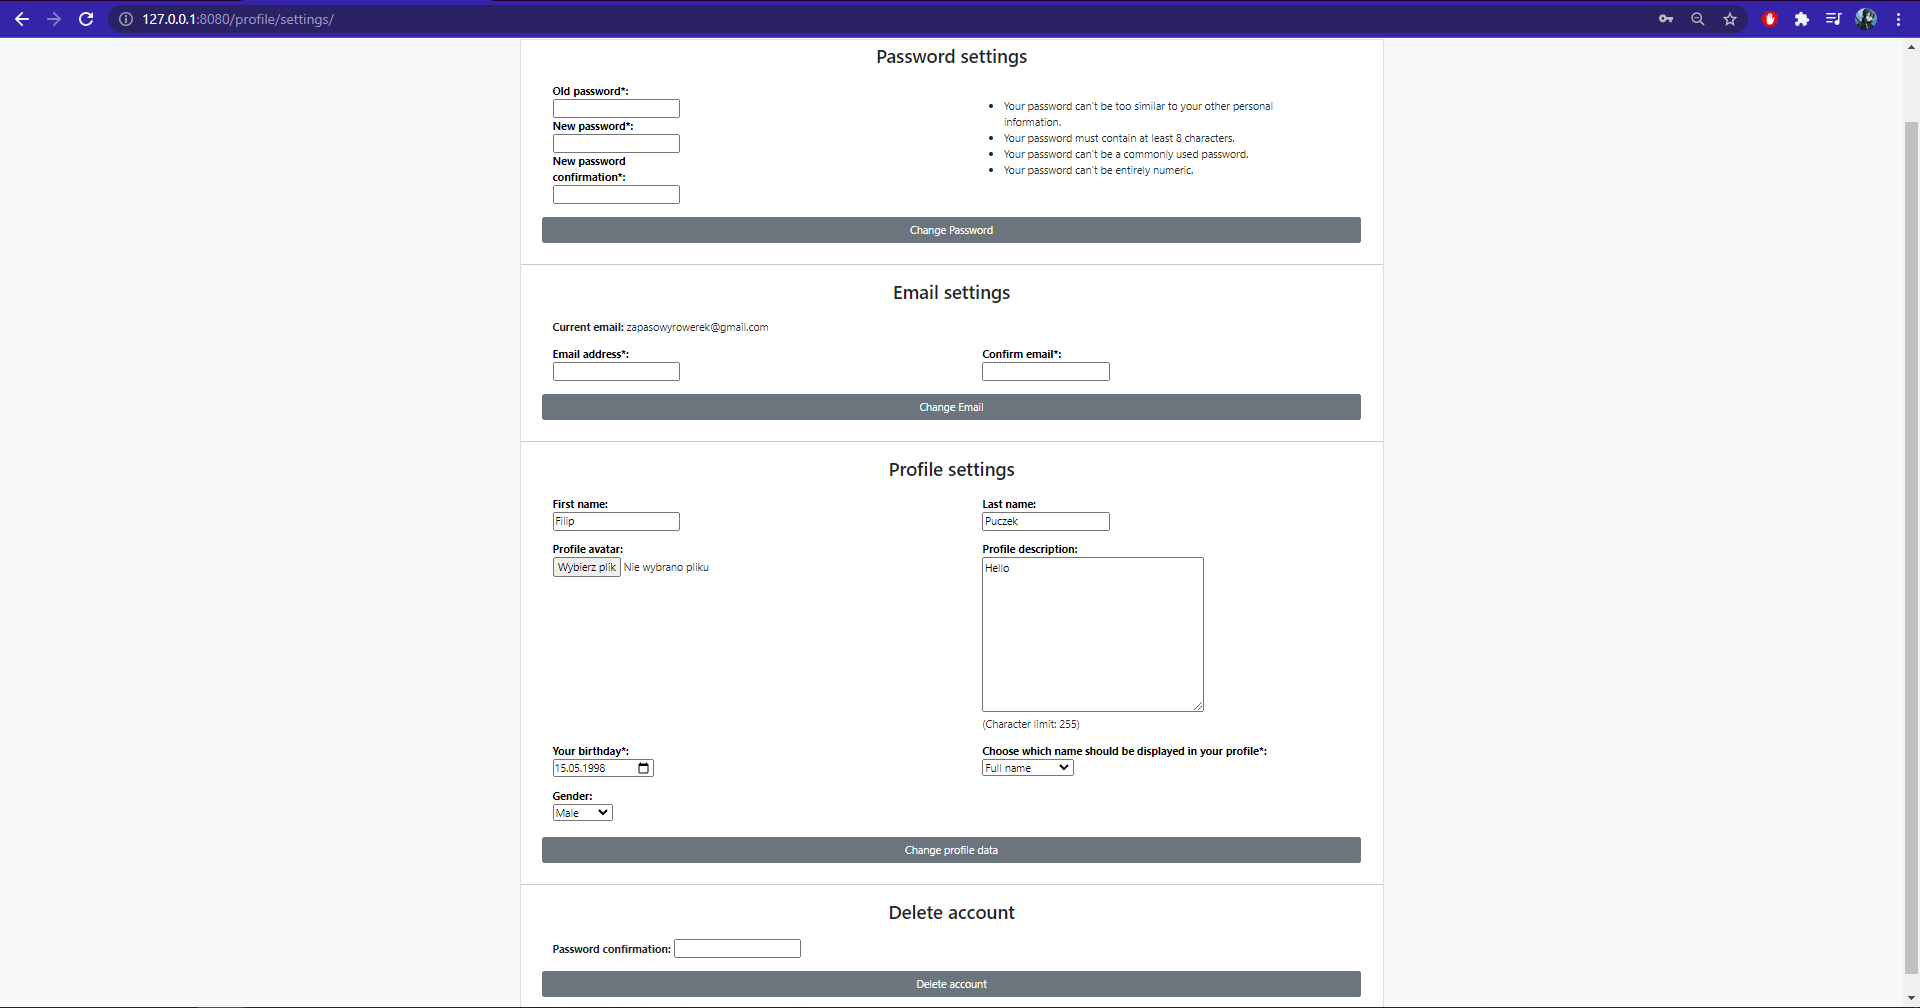 127.0.0.1:8080/profile/settings/
Password settings
Old password*:
New password*:
New password
confirmation*:
• Your password can't be too similar to your other personal
information.
• Your password must contain at least 8 characters.
• Your password can't be a commonly used password.
• Your password can't be entirely numeric.
Change Password
Email settings
Current email: zapasowyrowerek@gmail.com
Email address*:
Confirm email*:
Change Email
Profile settings
First name:
Filip
Last name:
Puczek
Profile avatar:
Wybierz plik Nie wybrano pliku
Profile description:
Hello
(Character limit: 255)
Your birthday*:
15.05.1998
Choose which name should be displayed in your profile*:
Full name
Gender:
Male
Change profile data
Delete account
Password confirmation:
Delete account